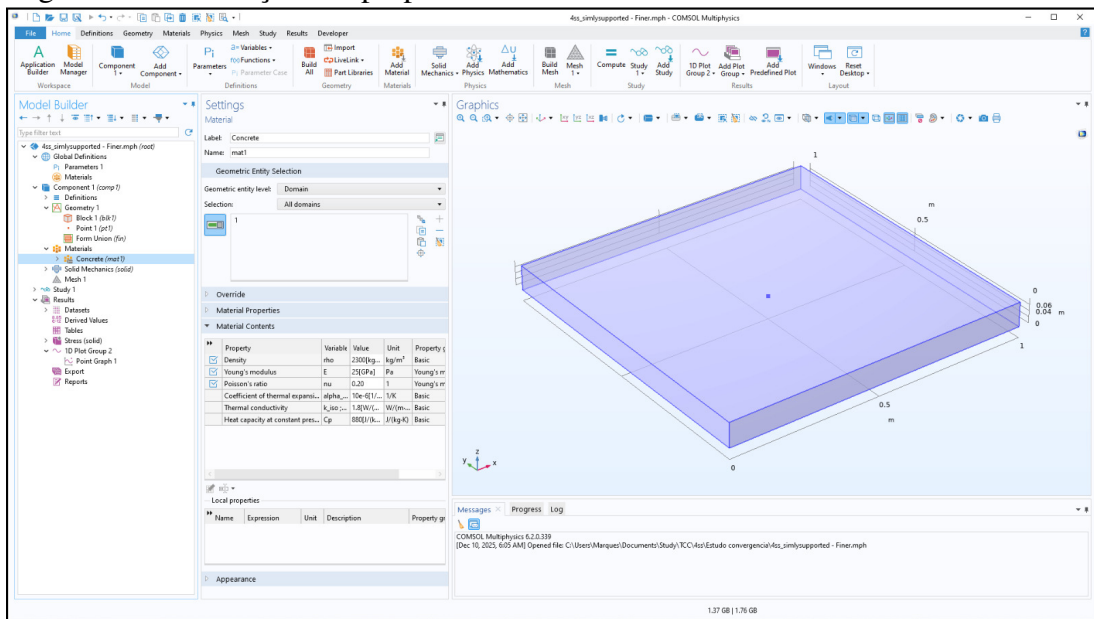 4ss_simlysupported - Finer.mph - COMSOL Multiphysics
File Home Definitions Geometry Materials Physics Mesh Study Results Developer
Application Builder
Model Manager
Workspace
Component 1
Add Component
Model
Pi Parameters
a= Variables
f(x) Functions
Pi Parameter Case
Definitions
Build All
Import
LiveLink
Part Libraries
Geometry
Add Material
Materials
Solid Mechanics
Add Physics
Add Mathematics
Physics
Build Mesh
Mesh 1
Mesh
Compute
Study 1
Add Study
Study
1D Plot Group 2
Add Plot Group
Add Predefined Plot
Results
Windows
Reset Desktop
Layout
Model Builder
Type filter text
4ss_simlysupported - Finer.mph (root)
Global Definitions
Pi Parameters 1
Materials
Component 1 (comp1)
Definitions
Geometry 1
Block 1 (blk1)
Point 1 (pt1)
Form Union (fin)
Materials
Concrete (mat1)
Solid Mechanics (solid)
Mesh 1
Study 1
Results
Datasets
Derived Values
Tables
Stress (solid)
1D Plot Group 2
Point Graph 1
Export
Reports
Settings
Material
Label: Concrete
Name: mat1
Geometric Entity Selection
Geometric entity level: Domain
Selection: All domains
1
Override
Material Properties
Material Contents
Property Variable Value Unit Property g
Density rho 2300[kg... kg/m³ Basic
Young's modulus E 25[GPa] Pa Young's m
Poisson's ratio nu 0.20 1 Young's m
Coefficient of thermal expansi... alpha_... 10e-6[1/... 1/K Basic
Thermal conductivity k_iso ;... 1.8[W/(... W/(m·... Basic
Heat capacity at constant pres... Cp 880[J/(k... J/(kg·K) Basic
Local properties
Name Expression Unit Description Property gr
Appearance
Graphics
1
m
0.5
0
0.06
0.04 m
0
1
0.5
m
0
z
y x
Messages Progress Log
COMSOL Multiphysics 6.2.0.339
[Dec 10, 2025, 6:05 AM] Opened file: C:\Users\Marques\Documents\Study\TCC\4ss\Estudo convergencia\4ss_simlysupported - Finer.mph
1.37 GB | 1.76 GB